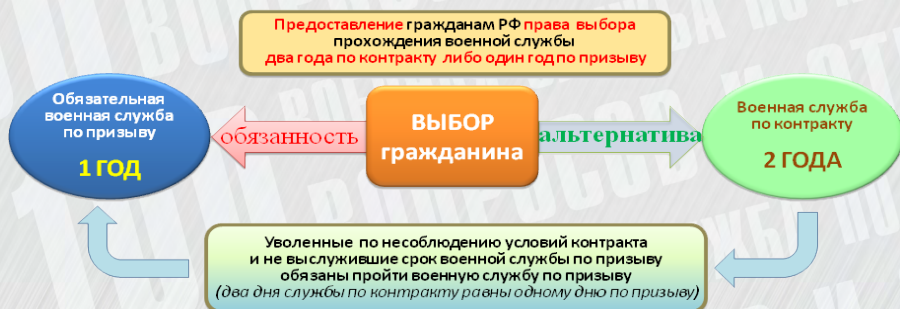 Предоставление гражданам РФ права выбора
прохождения военной службы
два года по контракту либо один год по призыву
Обязательная
военная служба
по призыву
1 ГОД
обязанность
ВЫБОР
гражданина
альтернатива
Военная служба
по контракту
2 ГОДА
Уволенные по несоблюдению условий контракта
и не выслужившие срок военной службы по призыву
обязаны пройти военную службу по призыву
(два дня службы по контракту равны одному дню по призыву)